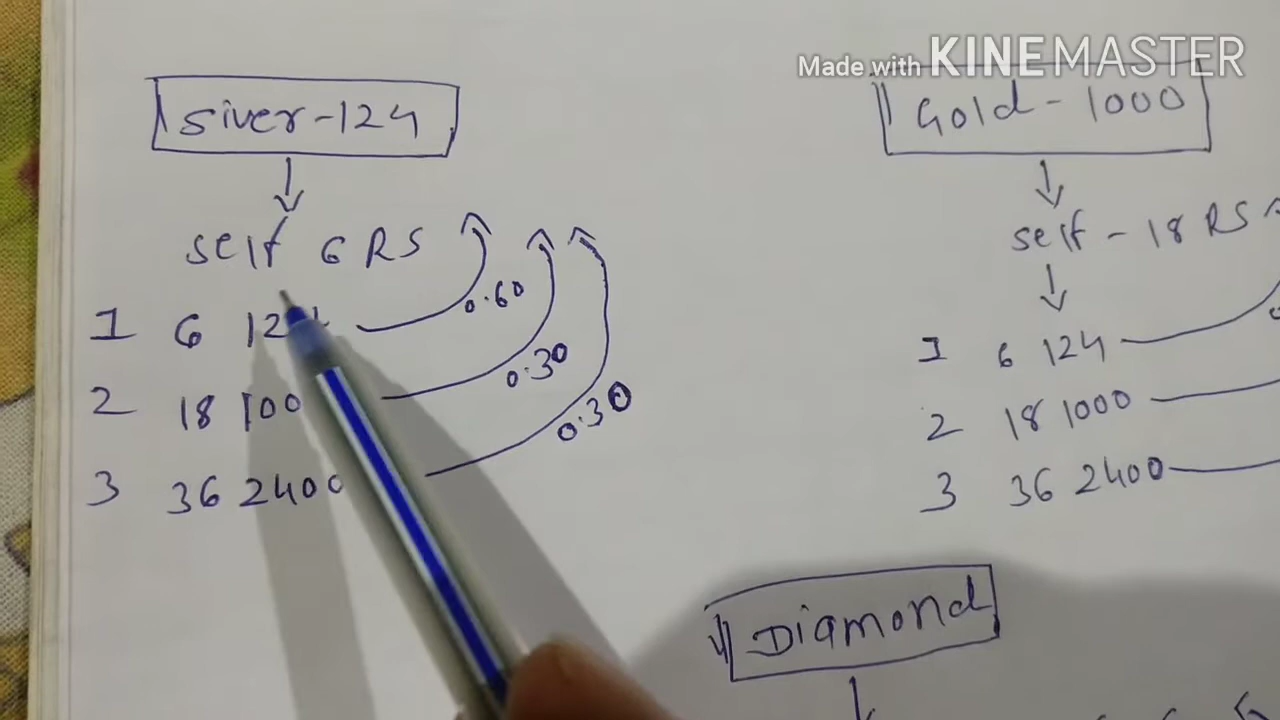 Made with KINEMASTER
Siver-124
self 6 RS
1 6 124 0.60
2 18 100 0.30
3 36 2400 0.30
Gold-1000
self - 18 RS
1 6 124
2 18 1000
3 36 2400
Diamond